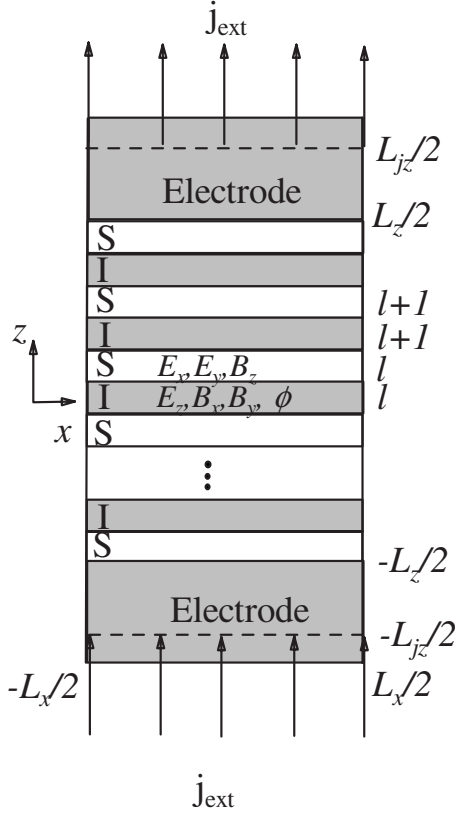 j_ext
L_jz/2
Electrode
L_z/2
S
I
S l+1
z I l+1
S E_x, E_y, B_z l
I E_z, B_x, B_y, ϕ l
x S
⋮
I
S
-L_z/2
Electrode
-L_jz/2
-L_x/2 L_x/2
j_ext